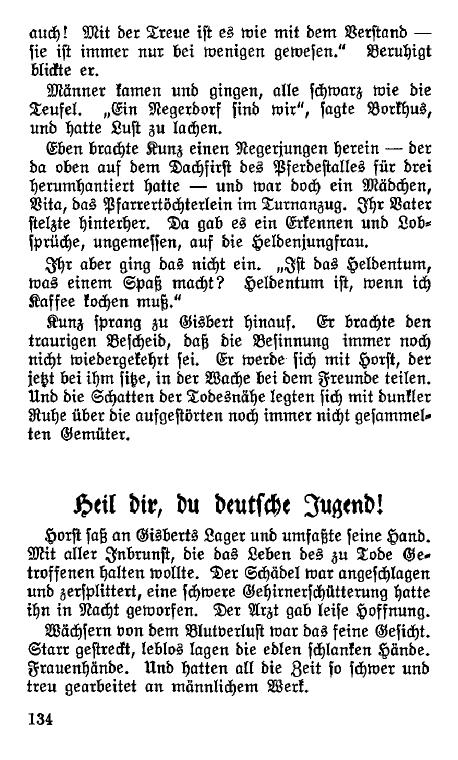 auch! Mit der Treue ist es wie mit dem Verstand —
sie ist immer nur bei wenigen gewesen.“ Beruhigt
blickte er.
Männer kamen und gingen, alle schwarz wie die
Teufel. „Ein Negerdorf sind wir“, sagte Borkhus,
und hatte Lust zu lachen.
Eben brachte Kunz einen Negerjungen herein — der
da oben auf dem Dachfirst des Pferdestalles für drei
herumhantiert hatte — und war doch ein Mädchen,
Vita, das Pfarrertöchterlein im Turnanzug. Ihr Vater
stelzte hinterher. Da gab es ein Erkennen und Lob-
sprüche, ungemessen, auf die Heldenjungfrau.
Ihr aber ging das nicht ein. „Ist das Heldentum,
was einem Spaß macht? Heldentum ist, wenn ich
Kaffee kochen muß.“
Kunz sprang zu Gisbert hinauf. Er brachte den
traurigen Bescheid, daß die Besinnung immer noch
nicht wiedergekehrt sei. Er werde sich mit Horst, der
jetzt bei ihm sitze, in der Wache bei dem Freunde teilen.
Und die Schatten der Todesnähe legten sich mit dunkler
Ruhe über die aufgestörten noch immer nicht gesammel-
ten Gemüter.
Heil dir, du deutsche Jugend!
Horst saß an Gisberts Lager und umfaßte seine Hand.
Mit aller Inbrunst, die das Leben des zu Tode Ge-
troffenen halten wollte. Der Schädel war angeschlagen
und zersplittert, eine schwere Gehirnerschütterung hatte
ihn in Nacht geworfen. Der Arzt gab leise Hoffnung.
Wächsern von dem Blutverlust war das feine Gesicht.
Starr gestreckt, leblos lagen die edlen schlanken Hände.
Frauenhände. Und hatten all die Zeit so schwer und
treu gearbeitet an männlichem Werk.
134